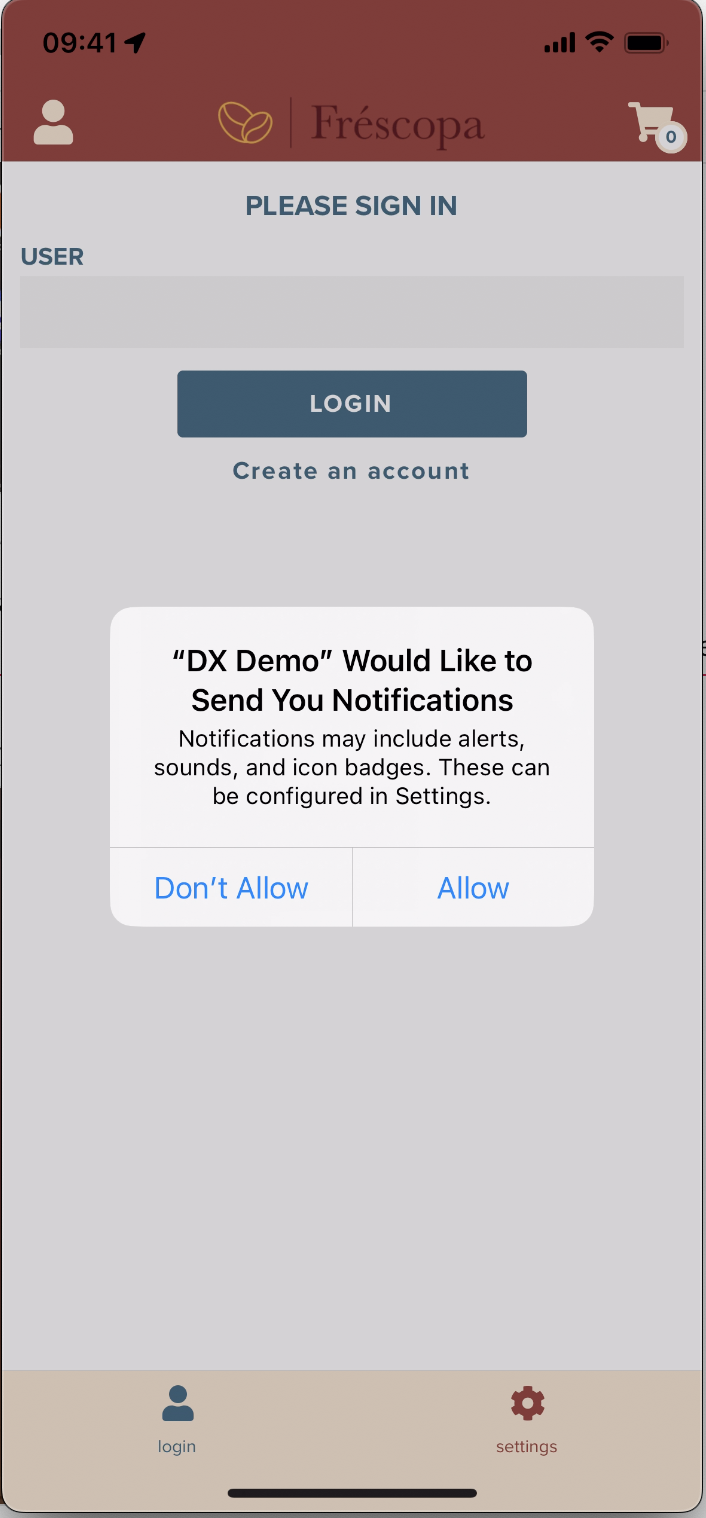 09:41
Fréscopa
0
PLEASE SIGN IN
USER
LOGIN
Create an account
“DX Demo” Would Like to
Send You Notifications
Notifications may include alerts,
sounds, and icon badges. These can
be configured in Settings.
Don’t Allow
Allow
login
settings